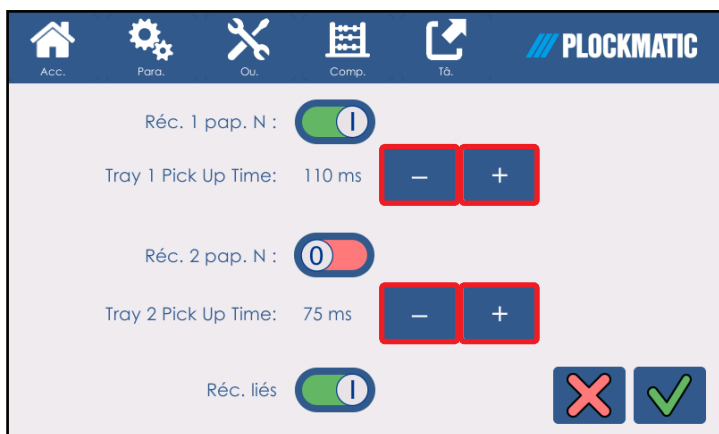 Acc. Para. Ou. Comp. Tâ. PLOCKMATIC
Réc. 1 pap. N : I
Tray 1 Pick Up Time: 110 ms – +
Réc. 2 pap. N : 0
Tray 2 Pick Up Time: 75 ms – +
Réc. liés I